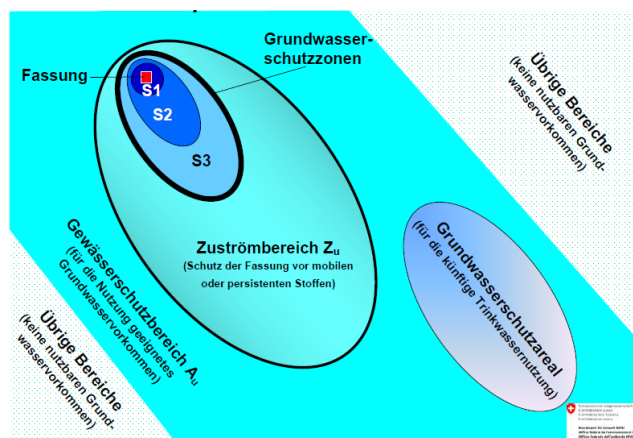 Grundwasser-
schutzzonen
Fassung
S1
S2
S3
Übrige Bereiche
(keine nutzbaren Grund-
wasservorkommen)
Zuströmbereich Zu
(Schutz der Fassung vor mobilen
oder persistenten Stoffen)
Gewässerschutzbereich Au
(für die Nutzung geeignetes
Grundwasservorkommen)
Grundwasserschutzareal
(für die künftige Trinkwassernutzung)
Übrige Bereiche
(keine nutzbaren Grund-
wasservorkommen)